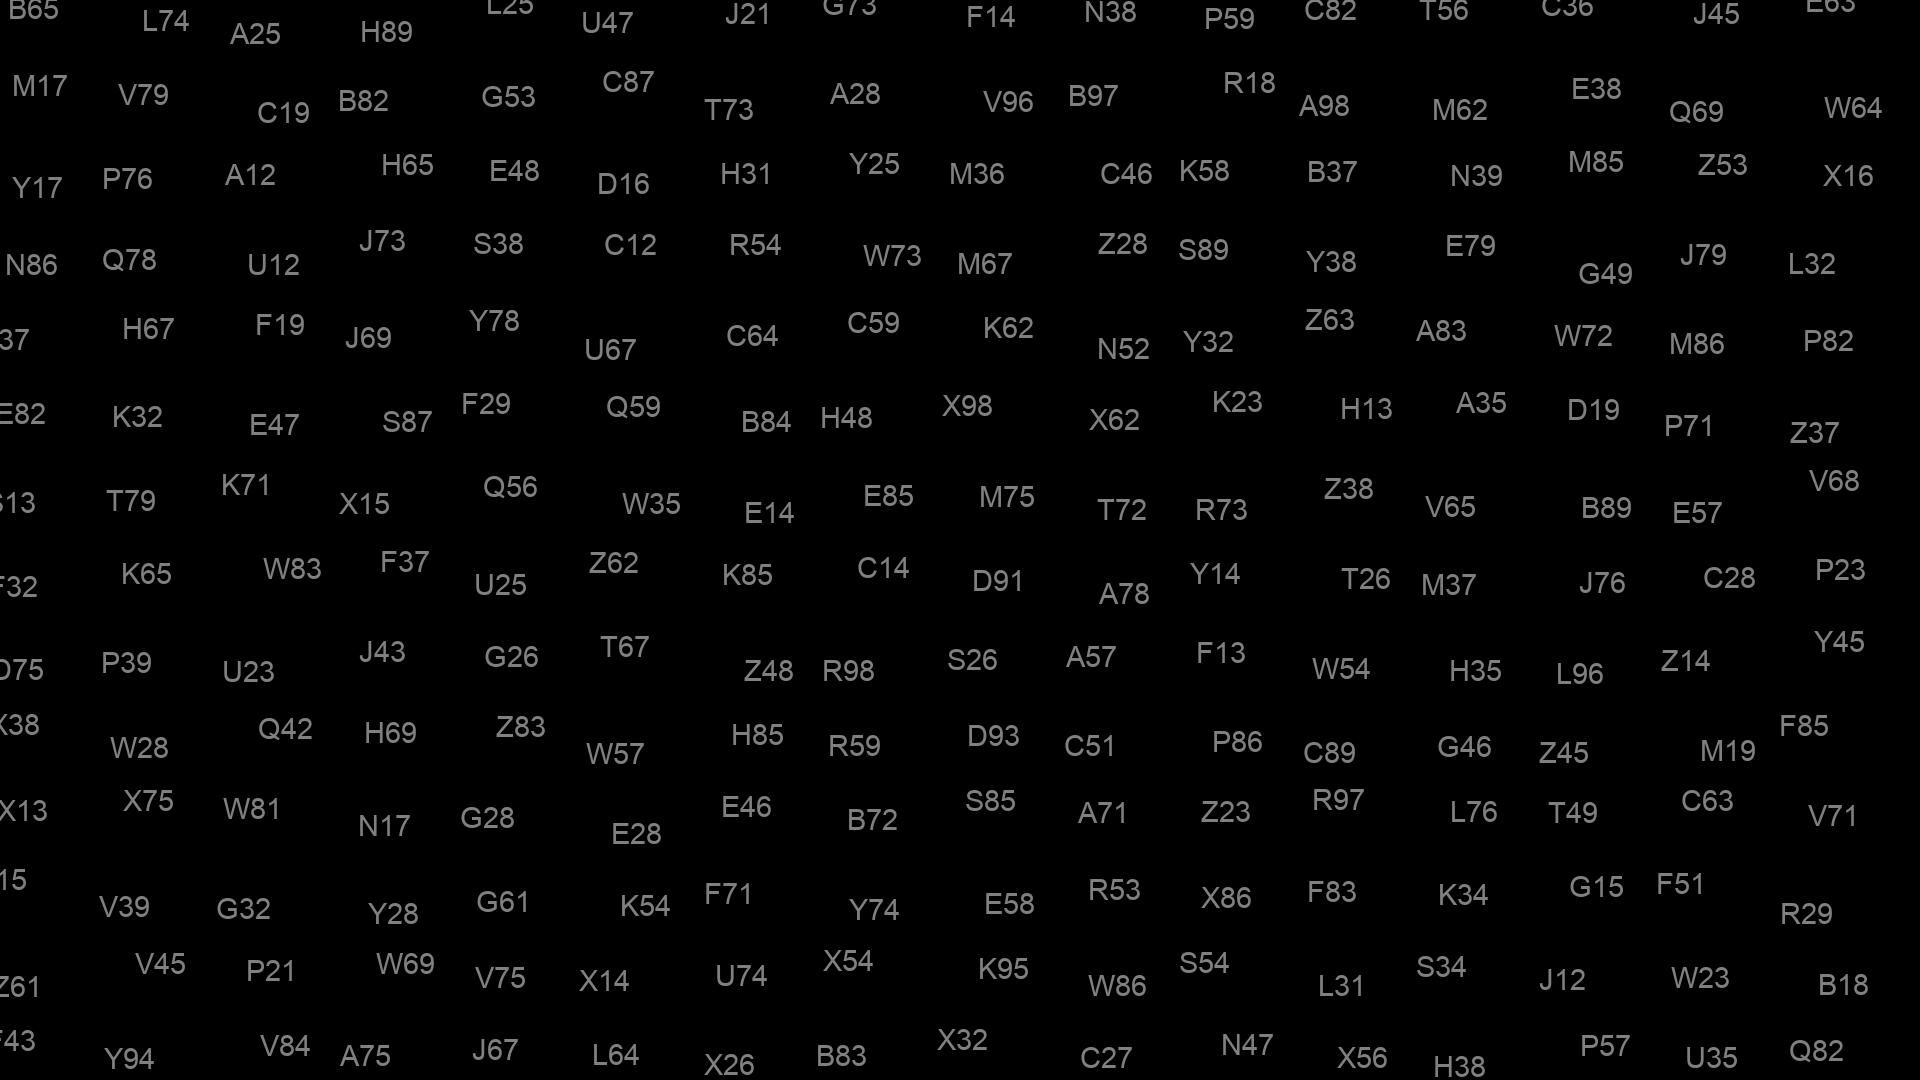 B65 L74 A25 H89 L25 U47 J21 G73 F14 N38 P59 C82 T56 C36 J45 E63
M17 V79 C19 B82 G53 C87 T73 A28 V96 B97 R18 A98 M62 E38 Q69 W64
Y17 P76 A12 H65 E48 D16 H31 Y25 M36 C46 K58 B37 N39 M85 Z53 X16
N86 Q78 U12 J73 S38 C12 R54 W73 M67 Z28 S89 Y38 E79 G49 J79 L32
37 H67 F19 J69 Y78 U67 C64 C59 K62 N52 Y32 Z63 A83 W72 M86 P82
E82 K32 E47 S87 F29 Q59 B84 H48 X98 X62 K23 H13 A35 D19 P71 Z37
13 T79 K71 X15 Q56 W35 E14 E85 M75 T72 R73 Z38 V65 B89 E57 V68
F32 K65 W83 F37 U25 Z62 K85 C14 D91 A78 Y14 T26 M37 J76 C28 P23
D75 P39 U23 J43 G26 T67 Z48 R98 S26 A57 F13 W54 H35 L96 Z14 Y45
X38 W28 Q42 H69 Z83 W57 H85 R59 D93 C51 P86 C89 G46 Z45 M19 F85
X13 X75 W81 N17 G28 E28 E46 B72 S85 A71 Z23 R97 L76 T49 C63 V71
15 V39 G32 Y28 G61 K54 F71 Y74 E58 R53 X86 F83 K34 G15 F51 R29
Z61 V45 P21 W69 V75 X14 U74 X54 K95 W86 S54 L31 S34 J12 W23 B18
43 Y94 V84 A75 J67 L64 X26 B83 X32 C27 N47 X56 H38 P57 U35 Q82